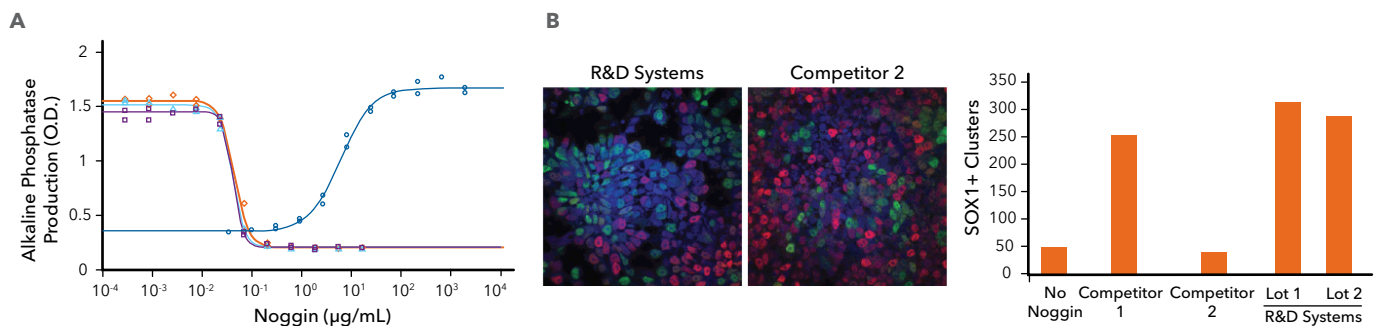 A
Alkaline Phosphatase
Production (O.D.)
2
1.5
1
0.5
0
10⁻⁴ 10⁻³ 10⁻² 10⁻¹ 10⁰ 10¹ 10² 10³ 10⁴
Noggin (µg/mL)
B
R&D Systems
Competitor 2
SOX1+ Clusters
350
300
250
200
150
100
50
0
No
Noggin
Competitor
1
Competitor
2
Lot 1 Lot 2
R&D Systems